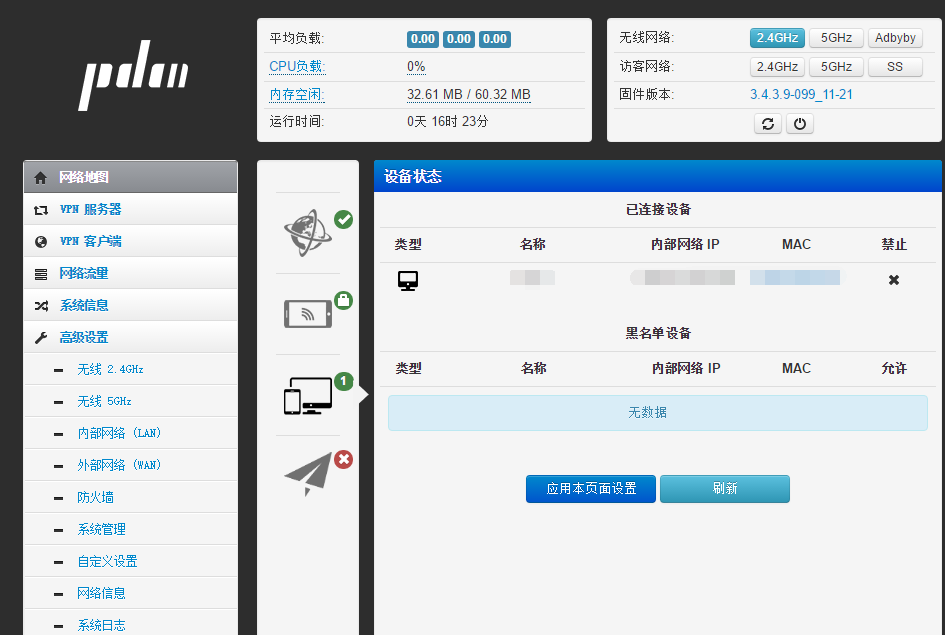 pdcn
平均负载: 0.00 0.00 0.00
CPU负载: 0%
内存空闲: 32.61 MB / 60.32 MB
运行时间: 0天 16时 23分
无线网络: 2.4GHz 5GHz Adbyby
访客网络: 2.4GHz 5GHz SS
固件版本: 3.4.3.9-099_11-21
网络地图
VPN 服务器
VPN 客户端
网络流量
系统信息
高级设置
无线 2.4GHz
无线 5GHz
内部网络 (LAN)
外部网络 (WAN)
防火墙
系统管理
自定义设置
网络信息
系统日志
1
设备状态
已连接设备
类型 名称 内部网络 IP MAC 禁止
黑名单设备
类型 名称 内部网络 IP MAC 允许
无数据
应用本页面设置 刷新